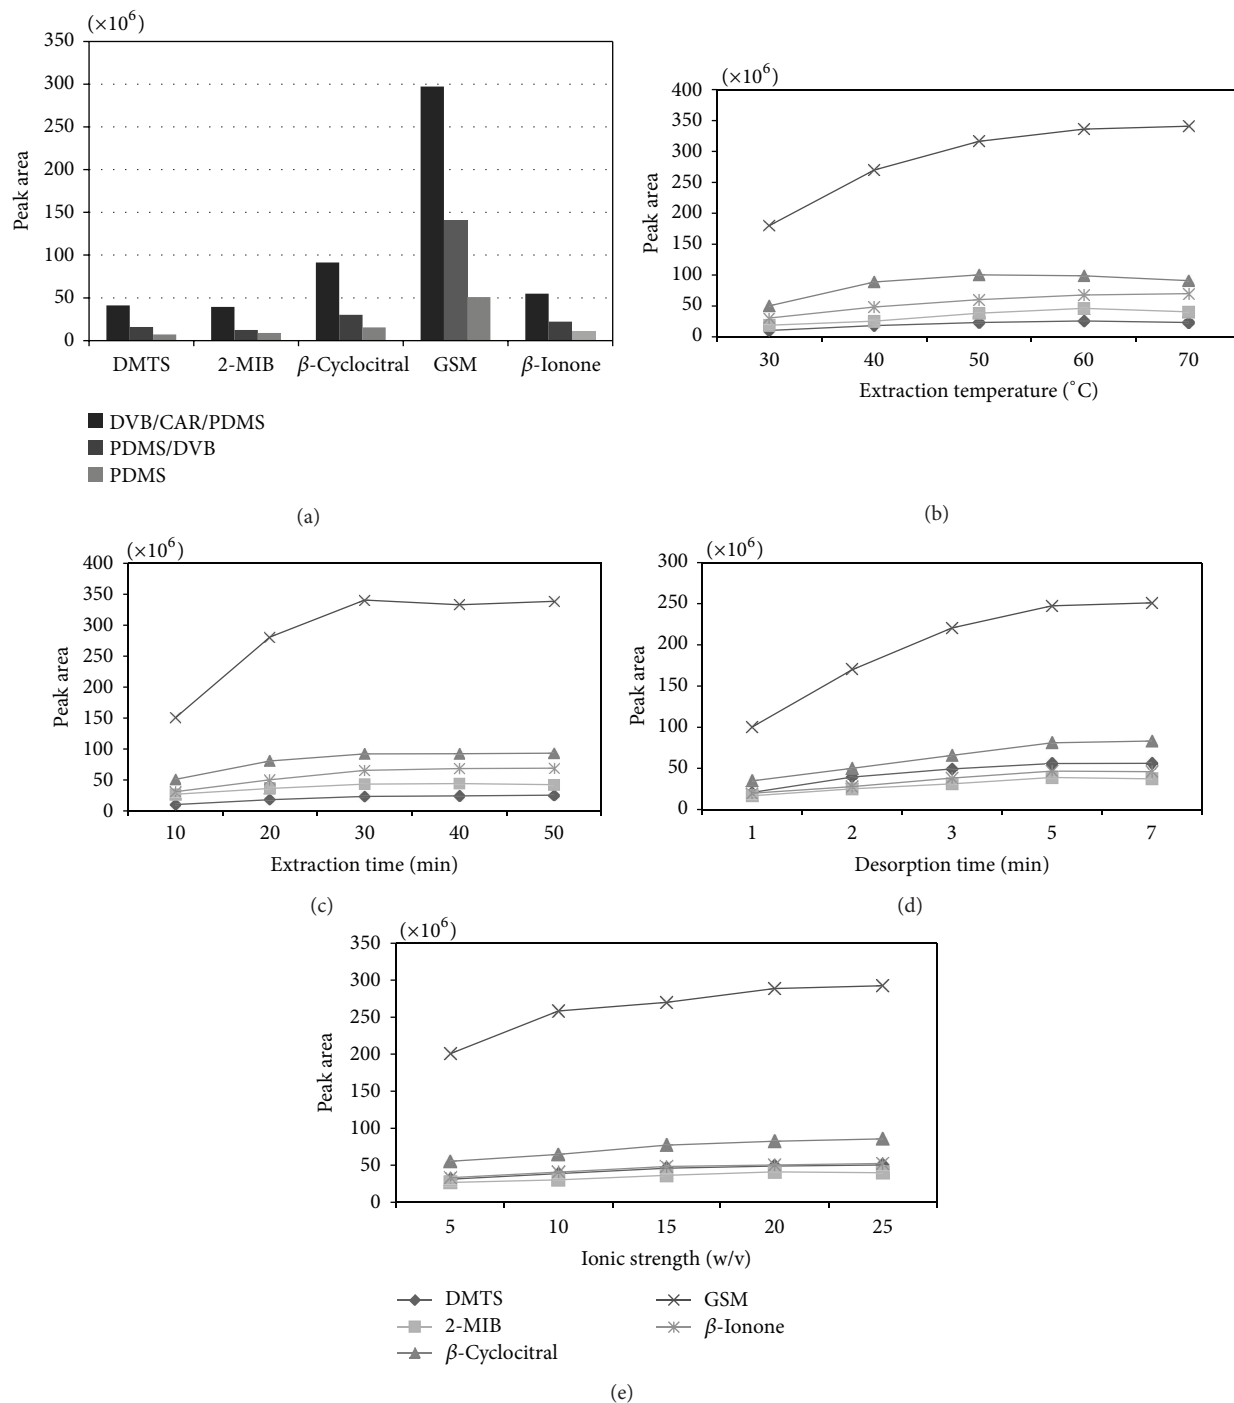 (×10⁶)
350
300
250
200
150
100
50
0
Peak area
DMTS 2-MIB β-Cyclocitral GSM β-Ionone
DVB/CAR/PDMS
PDMS/DVB
PDMS
(a)
(×10⁶)
400
350
300
250
200
150
100
50
0
Peak area
30 40 50 60 70
Extraction temperature (°C)
(b)
(×10⁶)
400
350
300
250
200
150
100
50
0
Peak area
10 20 30 40 50
Extraction time (min)
(c)
(×10⁶)
300
250
200
150
100
50
0
Peak area
1 2 3 5 7
Desorption time (min)
(d)
(×10⁶)
350
300
250
200
150
100
50
0
Peak area
5 10 15 20 25
Ionic strength (w/v)
DMTS
2-MIB
β-Cyclocitral
GSM
β-Ionone
(e)